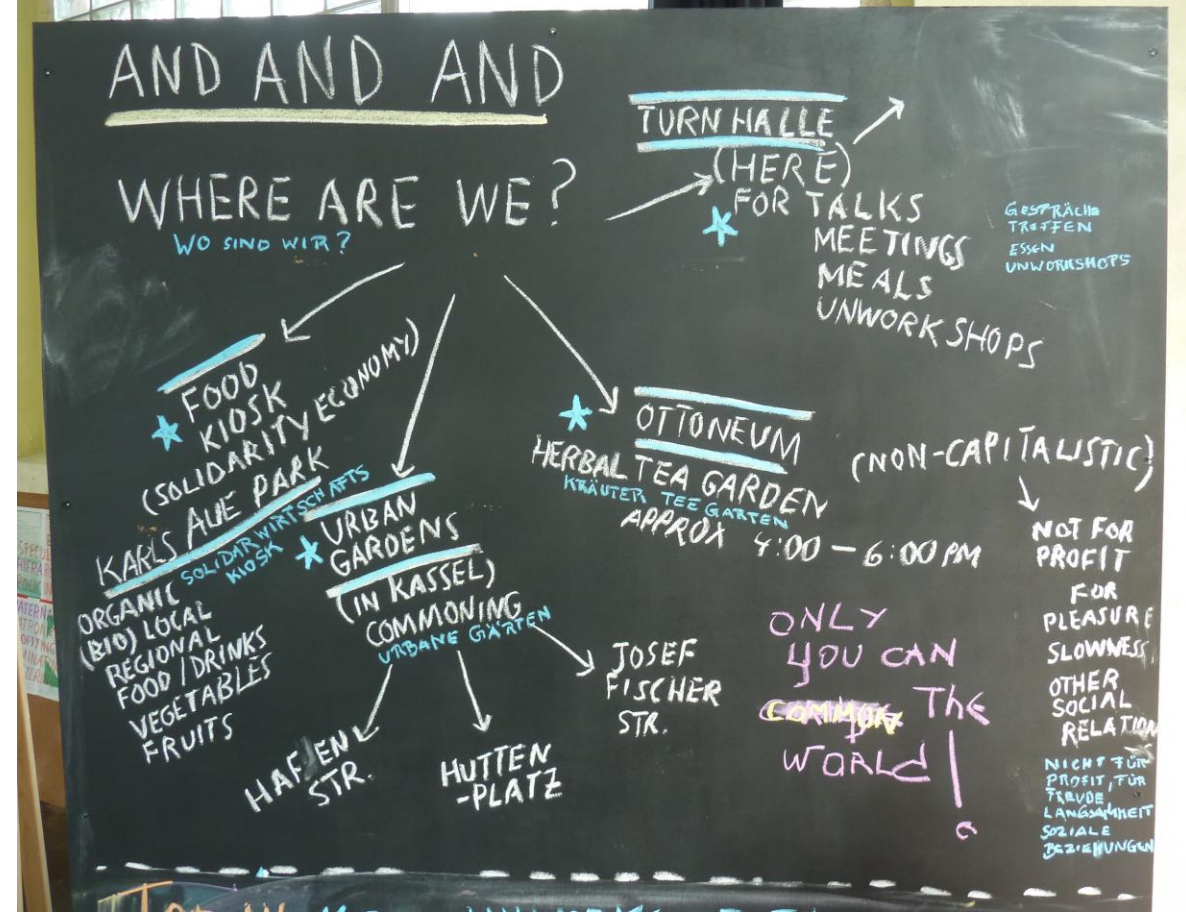 AND AND AND
WHERE ARE WE?
WO SIND WIR?
TURNHALLE
(HERE)
FOR TALKS
MEETINGS
MEALS
UNWORKSHOPS
GESPRÄCHE
TREFFEN
ESSEN
UNWORKSHOPS
FOOD
KIOSK
(SOLIDARITY ECONOMY)
KARLS AUE PARK
SOLIDARWIRTSCHAFTS
KIOSK
ORGANIC
(BIO) LOCAL
REGIONAL
FOOD/DRINKS
VEGETABLES
FRUITS
URBAN
GARDENS
(IN KASSEL)
COMMONING
URBANE GÄRTEN
HAFEN
STR.
HUTTEN
-PLATZ
JOSEF
FISCHER
STR.
OTTONEUM
HERBAL TEA GARDEN
KRÄUTER TEE GARTEN
APPROX 4:00 – 6:00 PM
(NON-CAPITALISTIC)
NOT FOR
PROFIT
FOR
PLEASURE
SLOWNESS,
OTHER
SOCIAL
RELATIONS
NICHT FÜR
PROFIT, FÜR
FREUDE
LANGSAMKEIT
SOZIALE
BEZIEHUNGEN
ONLY
YOU CAN
COMMON THE
WORLD!